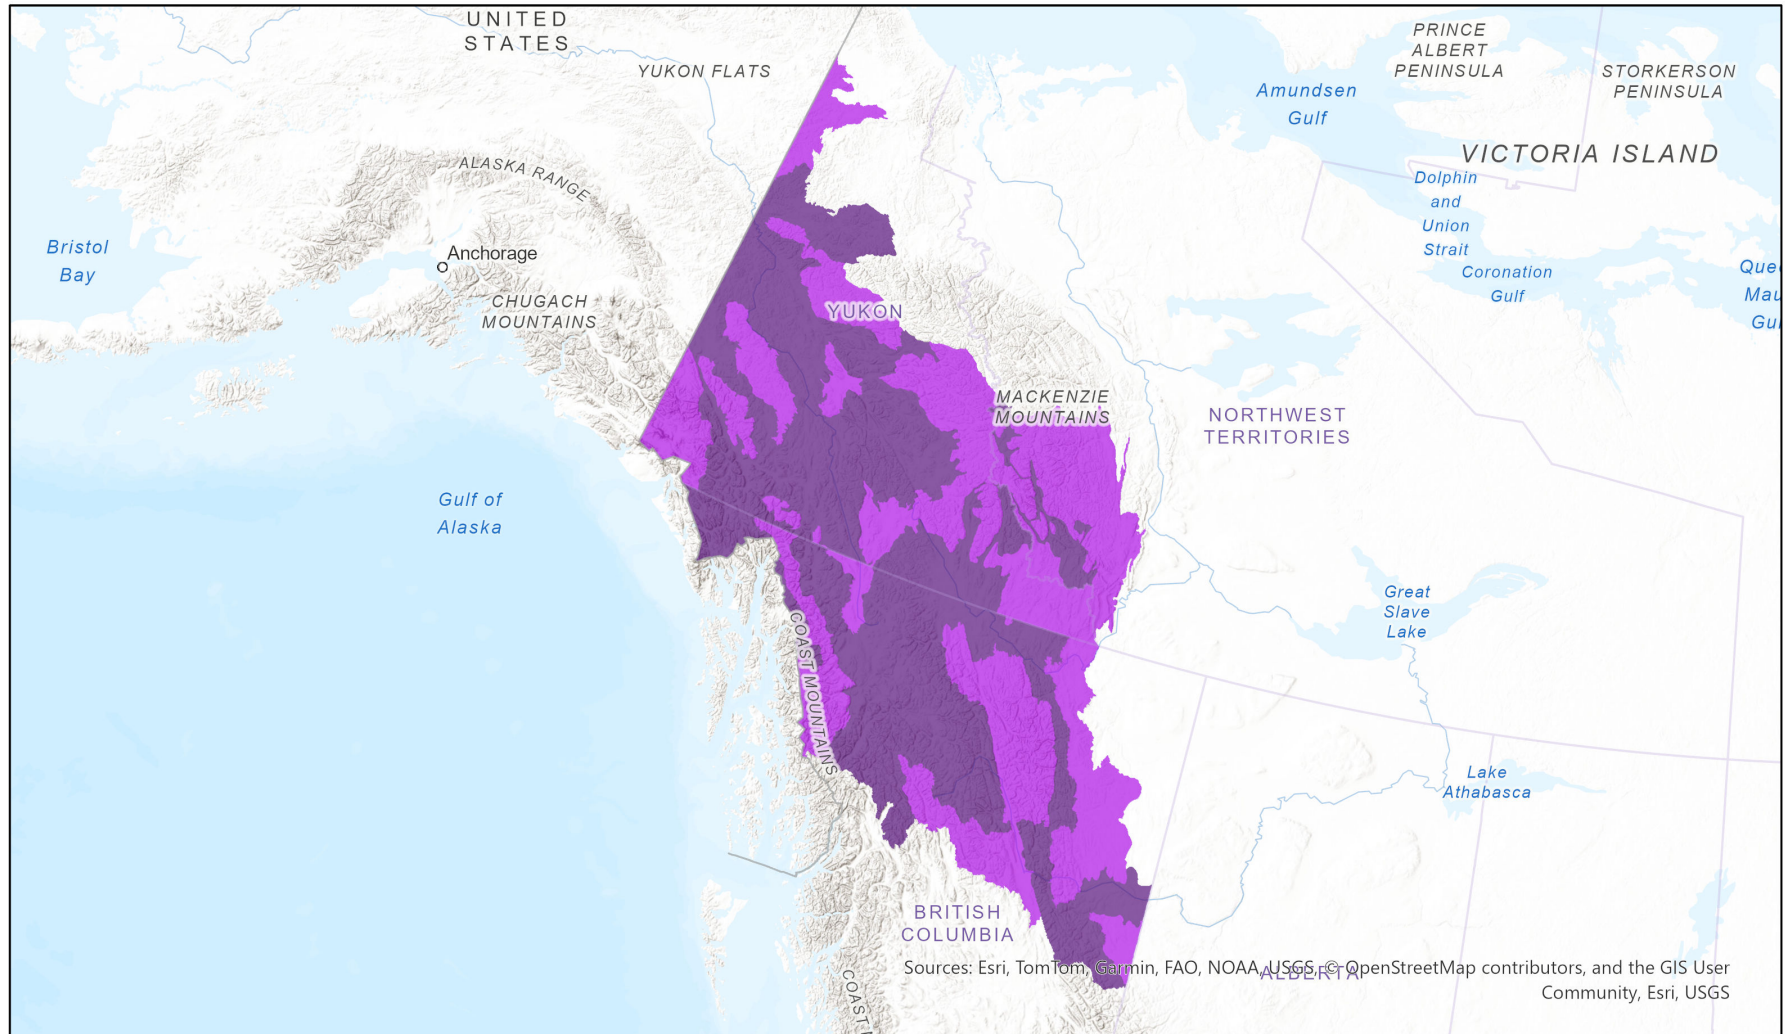 UNITED
STATES
YUKON FLATS
PRINCE
ALBERT
PENINSULA
STORKERSON
PENINSULA
Amundsen
Gulf
VICTORIA ISLAND
ALASKA RANGE
Dolphin
and
Union
Strait
Bristol
Bay
Anchorage
Coronation
Gulf
CHUGACH
MOUNTAINS
YUKON
MACKENZIE
MOUNTAINS
NORTHWEST
TERRITORIES
Gulf of
Alaska
Great
Slave
Lake
COAST MOUNTAINS
Lake
Athabasca
BRITISH
COLUMBIA
ALBERTA
Sources: Esri, TomTom, Garmin, FAO, NOAA, USGS, © OpenStreetMap contributors, and the GIS User
Community, Esri, USGS